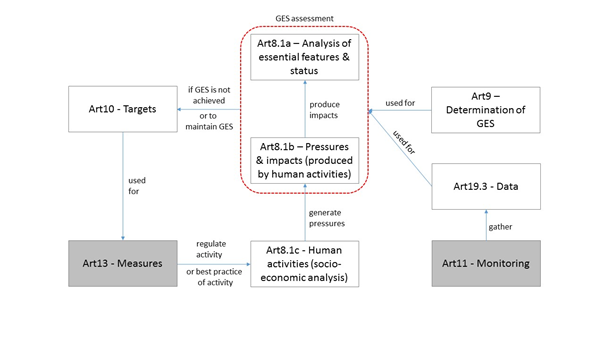 GES assessment
Art8.1a – Analysis of
essential features &
status
if GES is not
achieved
or to
maintain GES
Art10 - Targets
produce
impacts
used for
Art9 –
Determination of
GES
Art8.1b – Pressures
& impacts (produced
by human activities)
used for
Art19.3 - Data
used
for
generate
pressures
gather
Art13 - Measures
regulate
activity
or best practice
of activity
Art8.1c - Human
activities (socio-
economic analysis)
Art11 - Monitoring